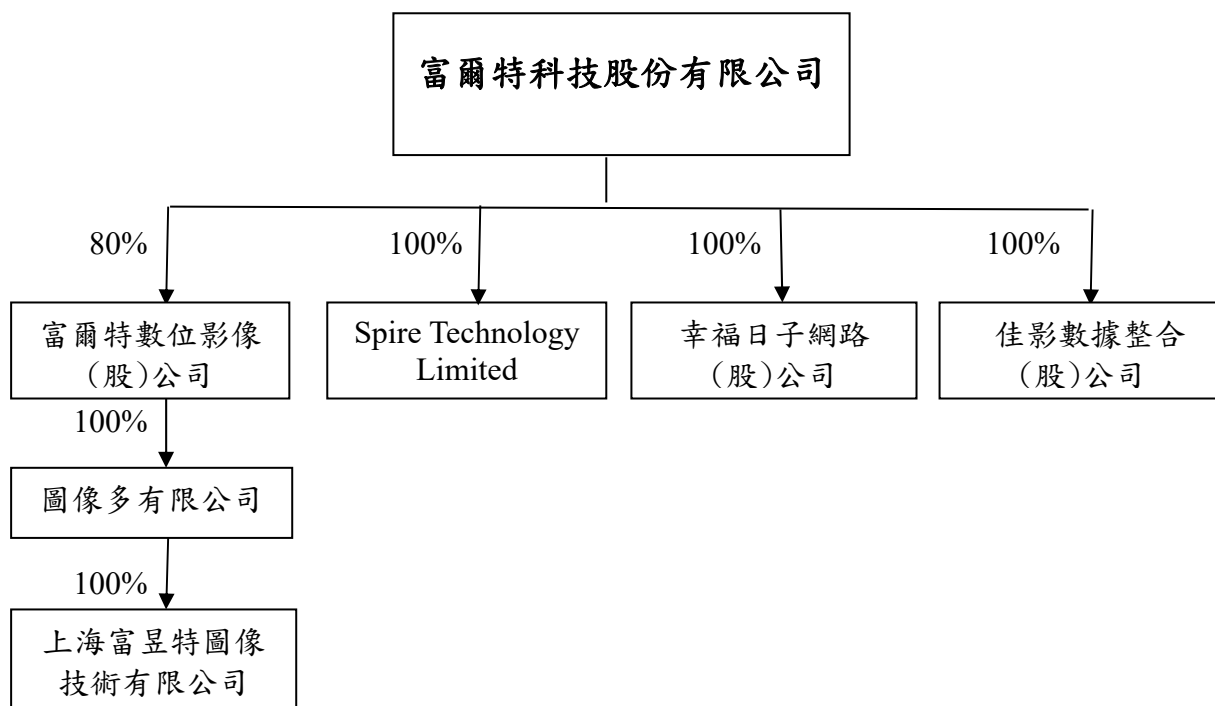 富爾特科技股份有限公司
80%
100%
100%
100%
富爾特數位影像
(股)公司
Spire Technology
Limited
幸福日子網路
(股)公司
佳影數據整合
(股)公司
100%
圖像多有限公司
100%
上海富昱特圖像
技術有限公司